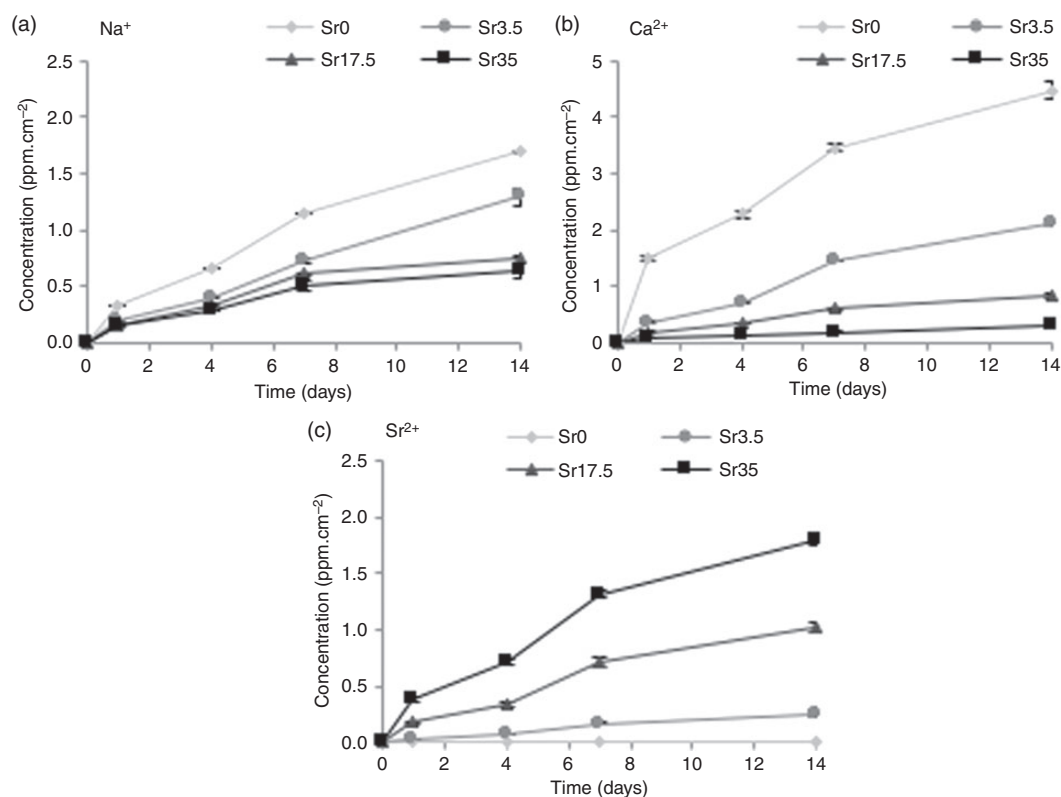 (a) Na⁺
Sr0 Sr3.5
Sr17.5 Sr35
2.5
2.0
1.5
1.0
0.5
0.0
Concentration (ppm.cm⁻²)
0 2 4 6 8 10 12 14
Time (days)
(b) Ca²⁺
Sr0 Sr3.5
Sr17.5 Sr35
5
4
3
2
1
0
Concentration (ppm.cm⁻²)
0 2 4 6 8 10 12 14
Time (days)
(c) Sr²⁺
Sr0 Sr3.5
Sr17.5 Sr35
2.5
2.0
1.5
1.0
0.5
0.0
Concentration (ppm.cm⁻²)
0 2 4 6 8 10 12 14
Time (days)